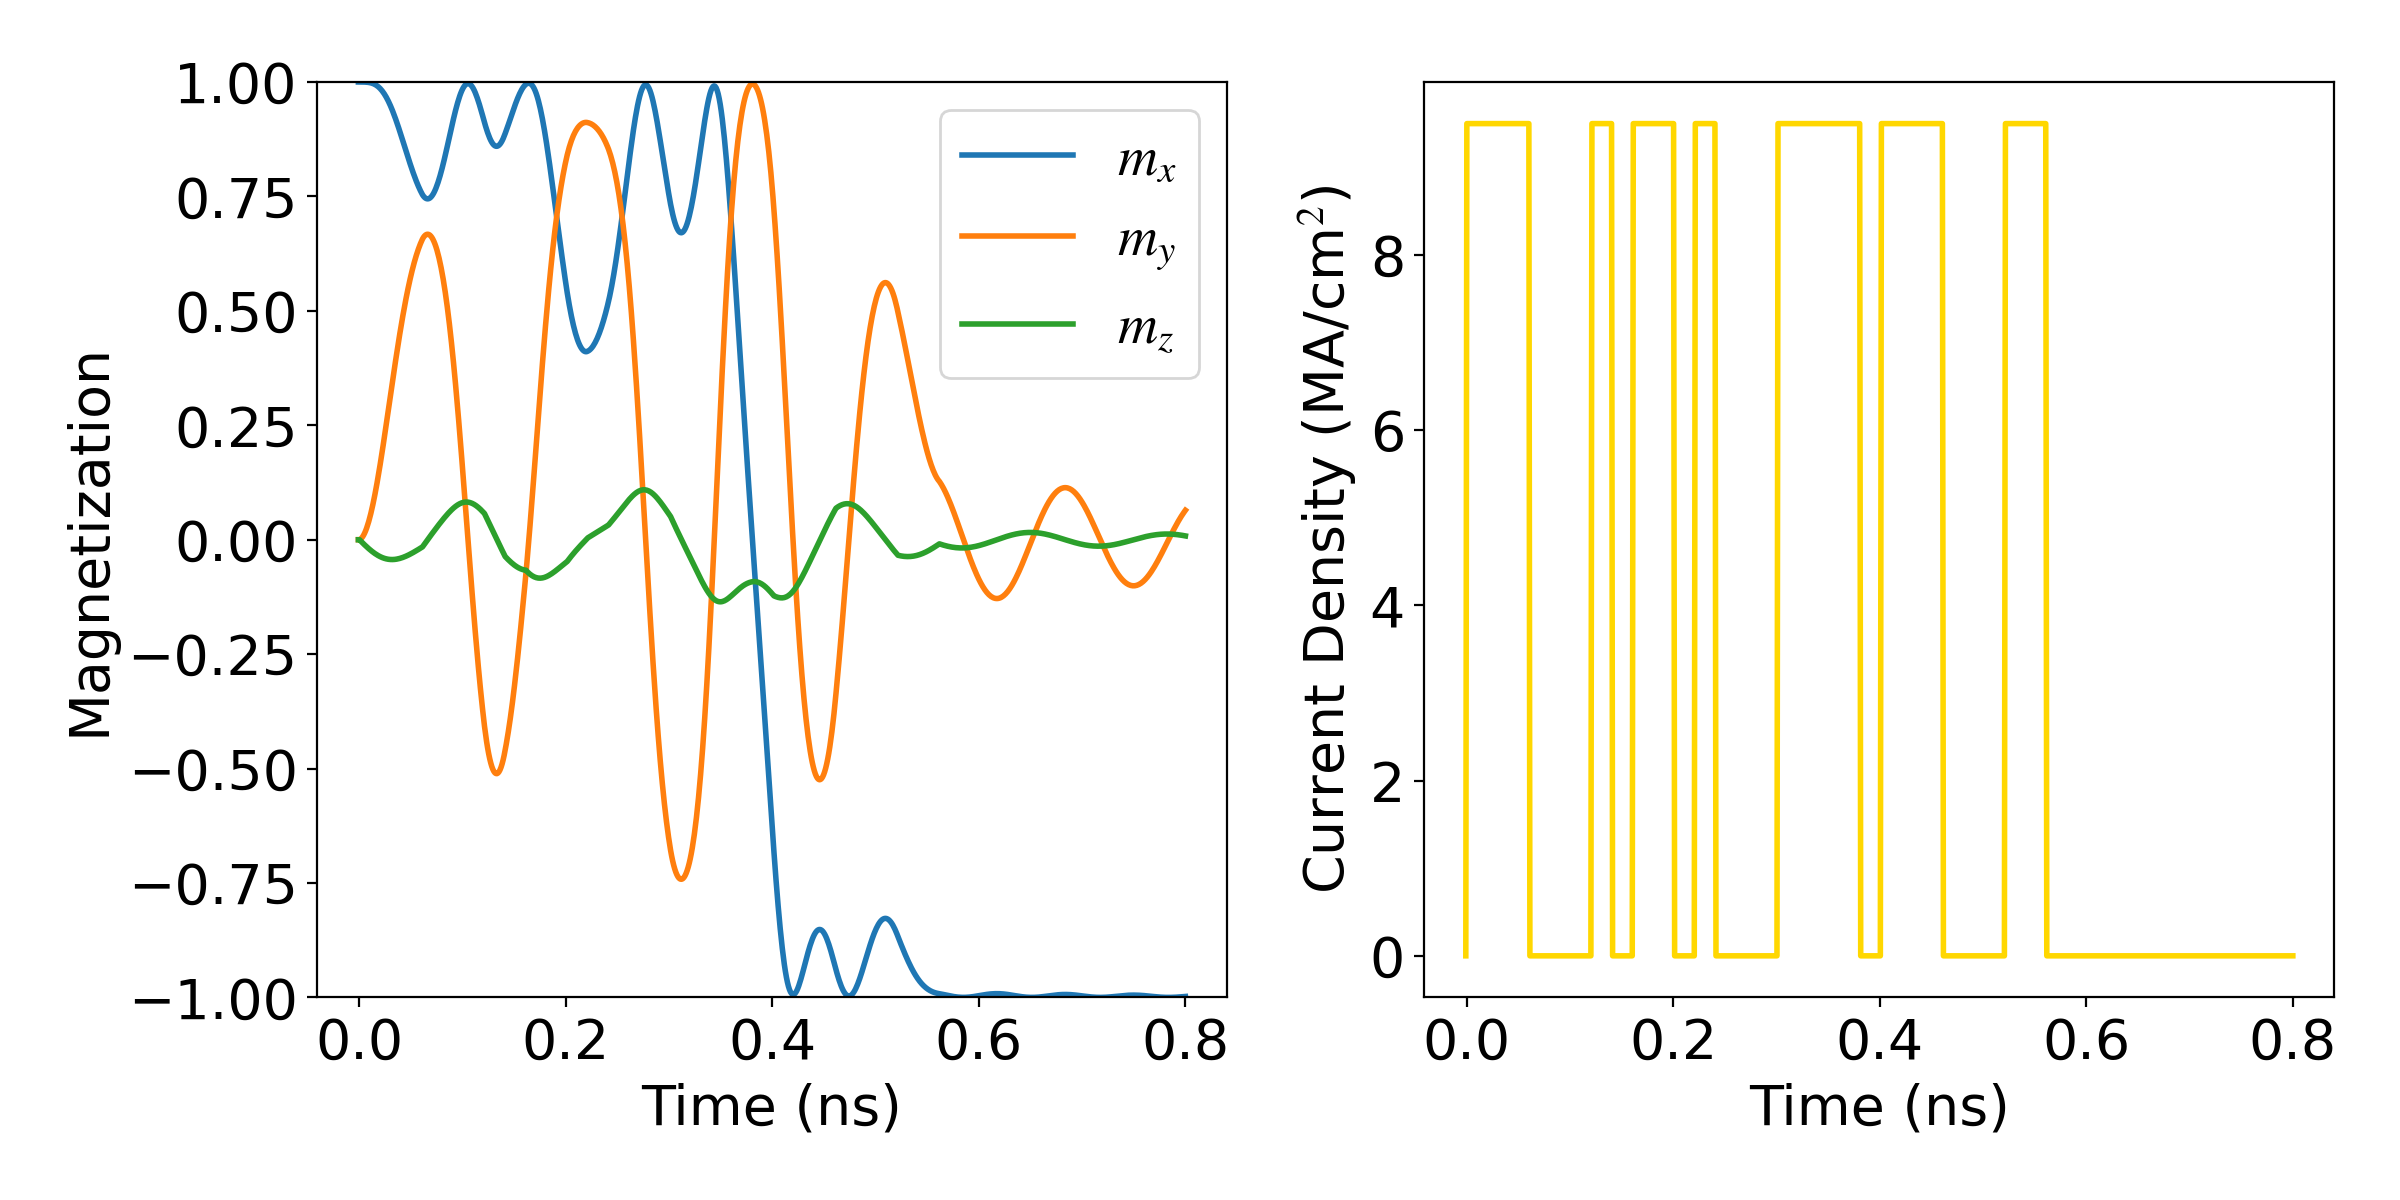 1.00
0.75
0.50
0.25
0.00
−0.25
−0.50
−0.75
−1.00
Magnetization
0.0 0.2 0.4 0.6 0.8
Time (ns)
mₓ
m_y
m_z
8
6
4
2
0
Current Density (MA/cm²)
0.0 0.2 0.4 0.6 0.8
Time (ns)